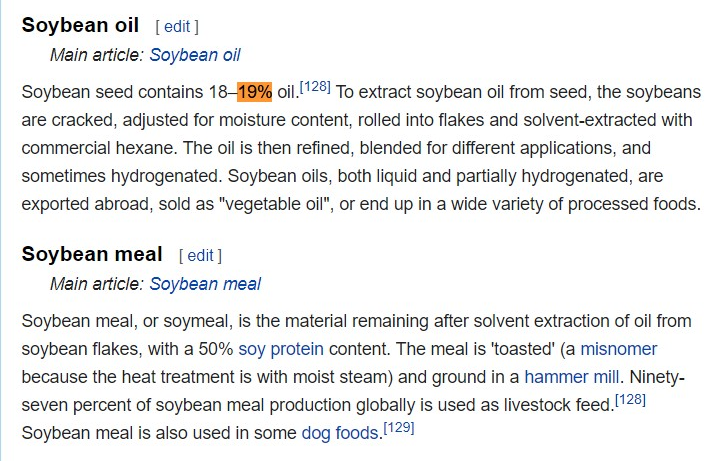 Soybean oil [ edit ]
Main article: Soybean oil
Soybean seed contains 18–19% oil.[128] To extract soybean oil from seed, the soybeans
are cracked, adjusted for moisture content, rolled into flakes and solvent-extracted with
commercial hexane. The oil is then refined, blended for different applications, and
sometimes hydrogenated. Soybean oils, both liquid and partially hydrogenated, are
exported abroad, sold as "vegetable oil", or end up in a wide variety of processed foods.
Soybean meal [ edit ]
Main article: Soybean meal
Soybean meal, or soymeal, is the material remaining after solvent extraction of oil from
soybean flakes, with a 50% soy protein content. The meal is 'toasted' (a misnomer
because the heat treatment is with moist steam) and ground in a hammer mill. Ninety-
seven percent of soybean meal production globally is used as livestock feed.[128]
Soybean meal is also used in some dog foods.[129]